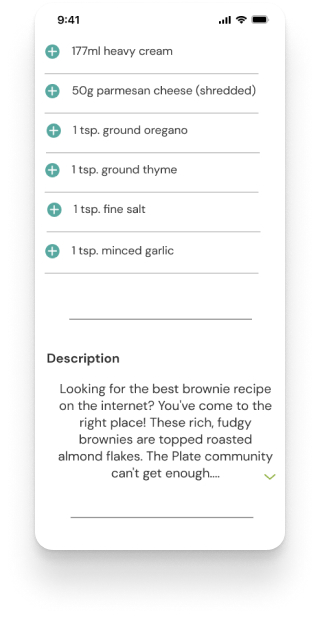 9:41
177ml heavy cream
50g parmesan cheese (shredded)
1 tsp. ground oregano
1 tsp. ground thyme
1 tsp. fine salt
1 tsp. minced garlic
Description
Looking for the best brownie recipe
on the internet? You've come to the
right place! These rich, fudgy
brownies are topped roasted
almond flakes. The Plate community
can't get enough....